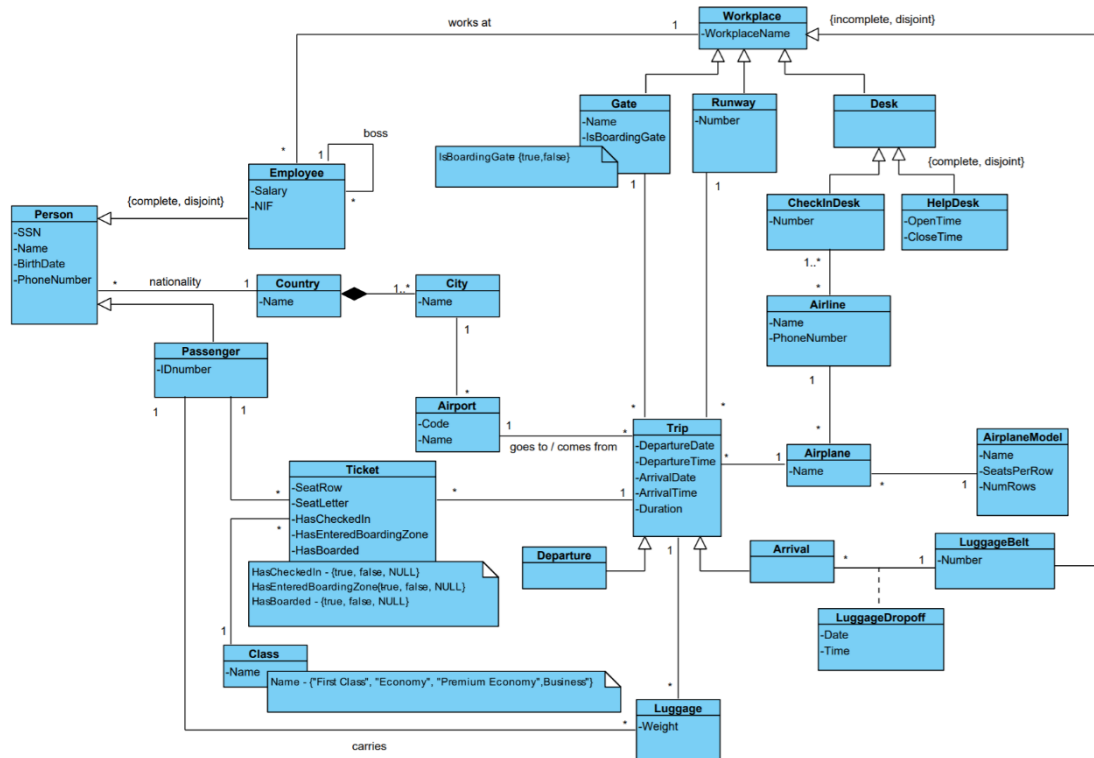 works at
1
Workplace
-WorkplaceName
{incomplete, disjoint}
Gate
-Name
-IsBoardingGate
Runway
-Number
Desk
boss
1
*
*
IsBoardingGate {true,false}
1
1
{complete, disjoint}
Employee
-Salary
-NIF
CheckInDesk
-Number
HelpDesk
-OpenTime
-CloseTime
Person
-SSN
-Name
-BirthDate
-PhoneNumber
{complete, disjoint}
*
nationality
1
Country
-Name
1..*
City
-Name
1..*
*
Airline
-Name
-PhoneNumber
1
Passenger
-IDnumber
1
*
1
1
*
Airport
-Code
-Name
1
*
goes to / comes from
*
*
Trip
-DepartureDate
-DepartureTime
-ArrivalDate
-ArrivalTime
-Duration
*
1
*
Airplane
-Name
*
1
AirplaneModel
-Name
-SeatsPerRow
-NumRows
Ticket
-SeatRow
-SeatLetter
-HasCheckedIn
-HasEnteredBoardingZone
-HasBoarded
*
*
*
1
HasCheckedIn - {true, false, NULL}
HasEnteredBoardingZone{true, false, NULL}
HasBoarded - {true, false, NULL}
Departure
1
Arrival
*
1
LuggageBelt
-Number
LuggageDropoff
-Date
-Time
1
Class
-Name
Name - {"First Class", "Economy", "Premium Economy",Business"}
*
*
Luggage
-Weight
carries